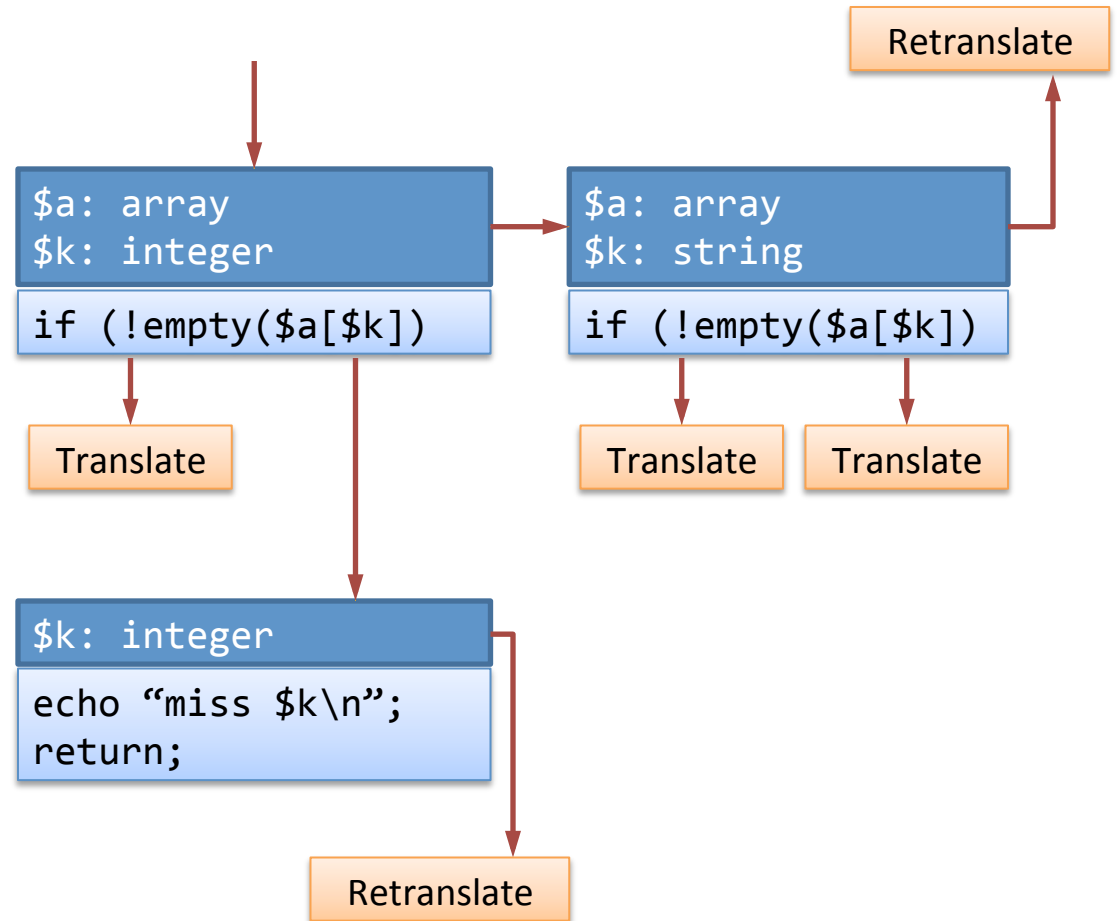 Retranslate
$a: array
$k: integer
if (!empty($a[$k])
$a: array
$k: string
if (!empty($a[$k])
Translate
Translate
Translate
$k: integer
echo “miss $k\n”;
return;
Retranslate